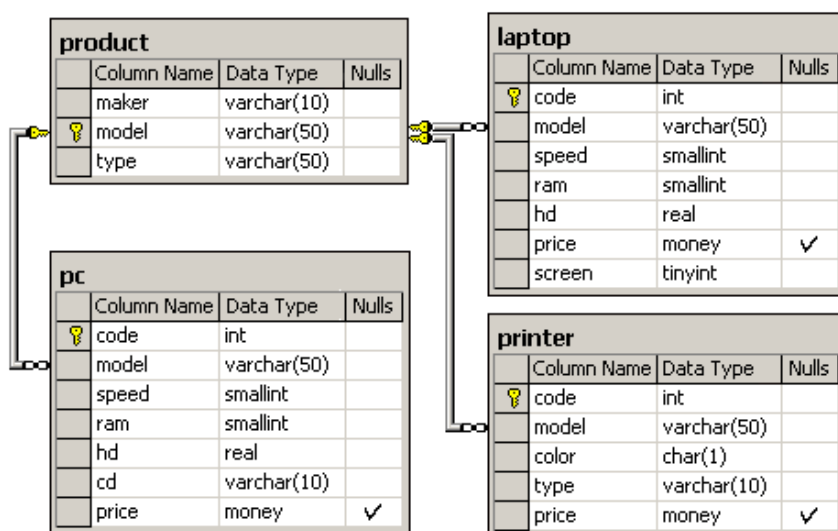 product
Column Name Data Type Nulls
maker varchar(10)
model varchar(50)
type varchar(50)
pc
Column Name Data Type Nulls
code int
model varchar(50)
speed smallint
ram smallint
hd real
cd varchar(10)
price money ✓
laptop
Column Name Data Type Nulls
code int
model varchar(50)
speed smallint
ram smallint
hd real
price money ✓
screen tinyint
printer
Column Name Data Type Nulls
code int
model varchar(50)
color char(1)
type varchar(10)
price money ✓